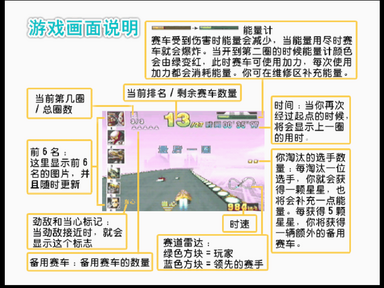 游戏画面说明
能量计
赛车受到伤害时能量会减少，当能量用尽时赛
车就会爆炸。当开到第二圈的时候能量计颜色
会由绿变红，此时赛车可使用加力，每次使用
加力都会消耗能量。你可在维修区补充能量。
当前第几圈
/ 总圈数
当前排名 / 剩余赛车数量
时间：当你再次
经过起点的时候，
将会显示上一圈
的用时。
前 6 名：
这里显示前 6
名的图片，并
且随时更新
13
最后一圈
你淘汰的选手数
量：每淘汰一位
选手，你就会获
得一颗星星，也
将会补充一点能
量。每获得 5 颗
星星，你将获得
一辆额外的备用
赛车。
劲敌和当心标记：
当劲敌接近时，就会
显示这个标志
时速
980
备用赛车：备用赛车的数量
赛道雷达：
绿色方块 = 玩家
蓝色方块 = 领先的赛手